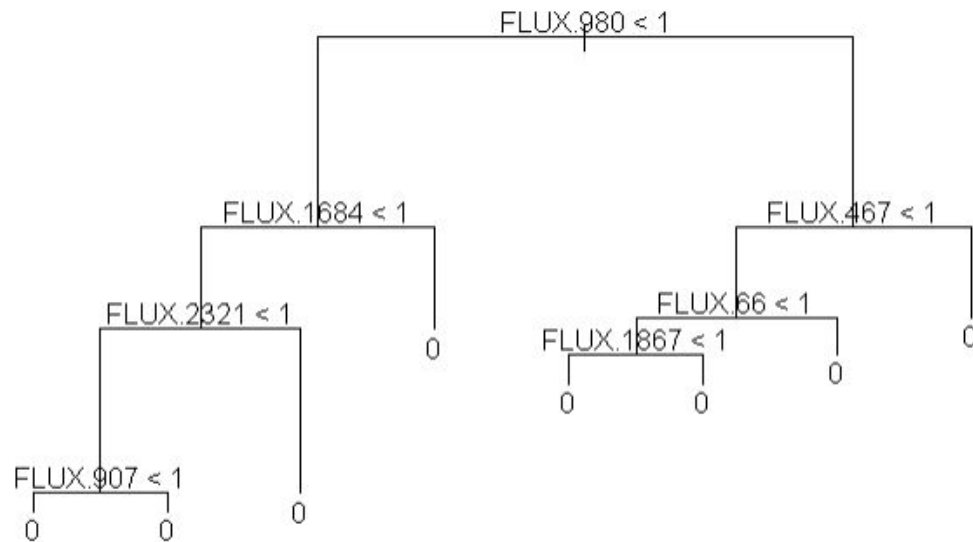 FLUX.980 < 1
FLUX.1684 < 1
FLUX.467 < 1
FLUX.2321 < 1
FLUX.66 < 1
0
0
FLUX.1867 < 1
0
0
0
FLUX.907 < 1
0
0
0